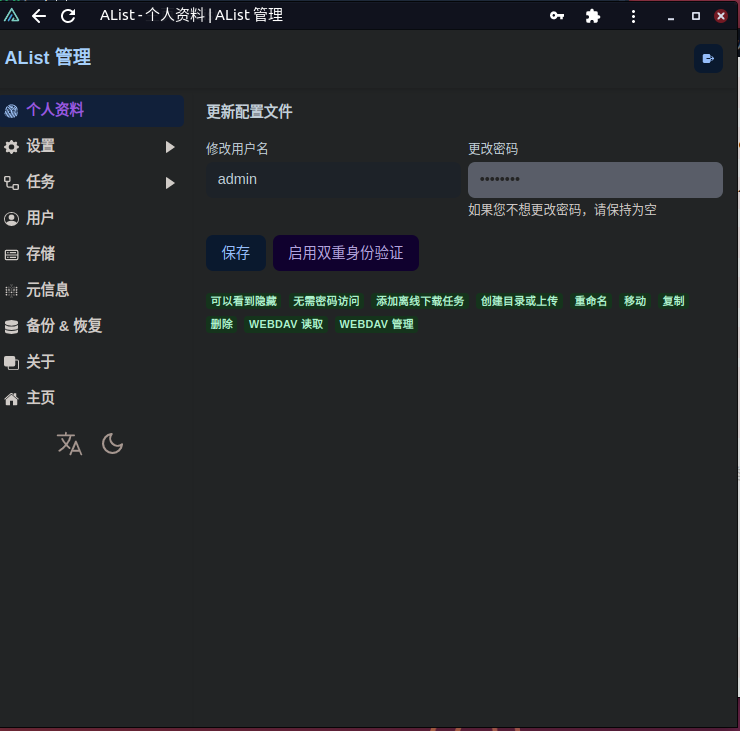 AList - 个人资料 | AList 管理
AList 管理
个人资料
设置
任务
用户
存储
元信息
备份 & 恢复
关于
主页
更新配置文件
修改用户名
admin
更改密码
••••••••
如果您不想更改密码，请保持为空
保存 启用双重身份验证
可以看到隐藏 无需密码访问 添加离线下载任务 创建目录或上传 重命名 移动 复制
删除 WEBDAV 读取 WEBDAV 管理